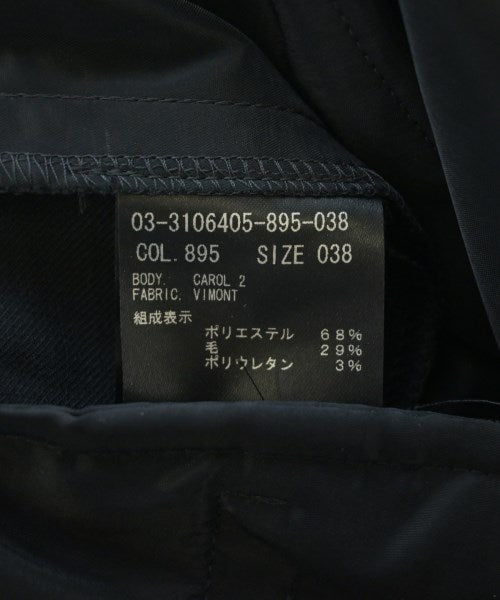 03-3106405-895-038
COL. 895 SIZE 038
BODY. CAROL 2
FABRIC. VIMONT
組成表示
ポリエステル 68%
毛 29%
ポリウレタン 3%